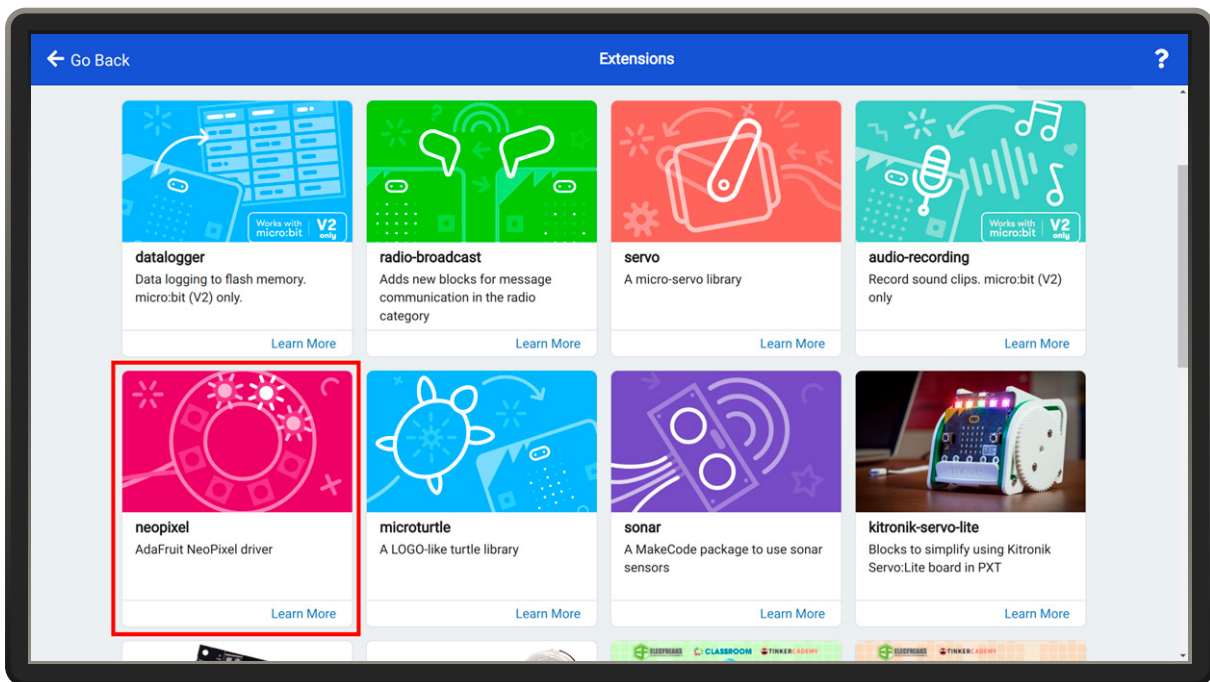 Go Back
Extensions
?
Works with
micro:bit
V2
only
Works with
micro:bit
V2
only
datalogger
Data logging to flash memory.
micro:bit (V2) only.
Learn More
radio-broadcast
Adds new blocks for message
communication in the radio
category
Learn More
servo
A micro-servo library
Learn More
audio-recording
Record sound clips. micro:bit (V2)
only
Learn More
neopixel
AdaFruit NeoPixel driver
Learn More
microturtle
A LOGO-like turtle library
Learn More
sonar
A MakeCode package to use sonar
sensors
Learn More
kitronik-servo-lite
Blocks to simplify using Kitronik
Servo:Lite board in PXT
Learn More
ELECFREAKS
CLASSROOM
TINKERCADEMY
ELECFREAKS
TINKERCADEMY